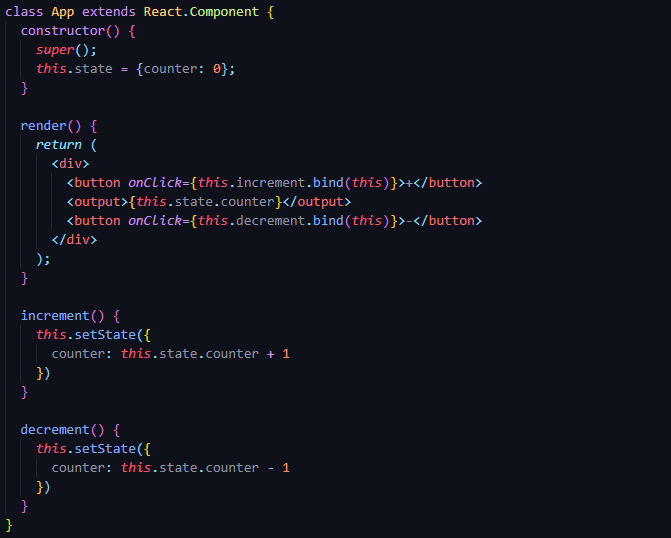 class App extends React.Component {
  constructor() {
    super();
    this.state = {counter: 0};
  }

  render() {
    return (
      <div>
        <button onClick={this.increment.bind(this)}>+</button>
        <output>{this.state.counter}</output>
        <button onClick={this.decrement.bind(this)}>-</button>
      </div>
    );
  }

  increment() {
    this.setState({
      counter: this.state.counter + 1
    })
  }

  decrement() {
    this.setState({
      counter: this.state.counter - 1
    })
  }
}